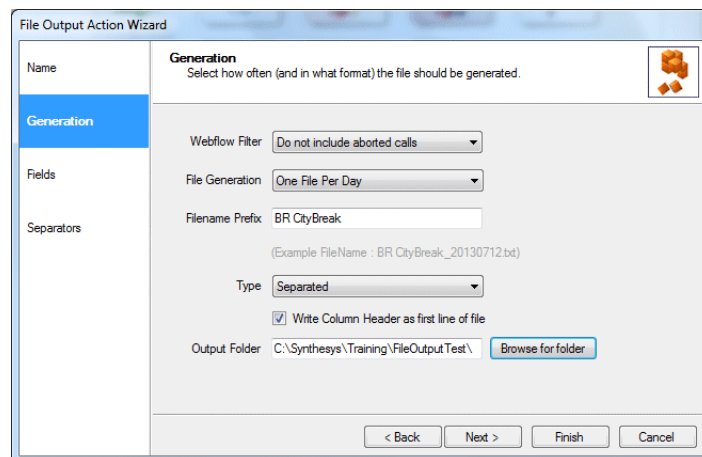 File Output Action Wizard
Name
Generation
Fields
Separators
Generation
Select how often (and in what format) the file should be generated.
Webflow Filter Do not include aborted calls
File Generation One File Per Day
Filename Prefix BR CityBreak
(Example FileName : BR CityBreak_20130712.txt)
Type Separated
Write Column Header as first line of file
Output Folder C:\Synthesys\Training\FileOutputTest\ Browse for folder
< Back Next > Finish Cancel